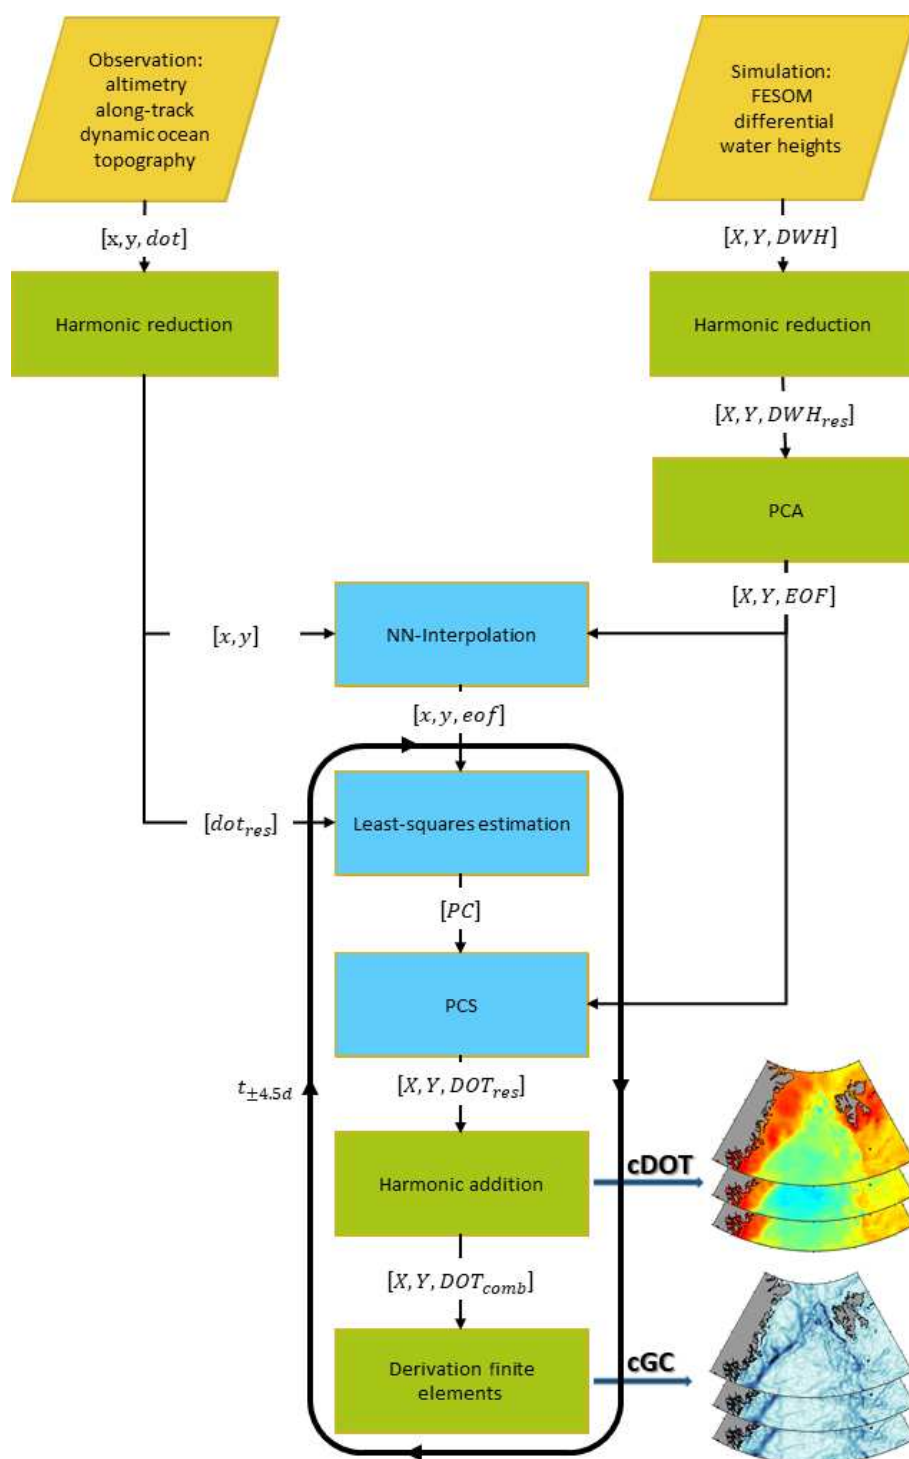 Observation:
altimetry
along-track
dynamic ocean
topography
Simulation:
FESOM
differential
water heights
[x,y,dot]
[X,Y,DWH]
Harmonic reduction
Harmonic reduction
[X,Y,DWH_res]
PCA
[X,Y,EOF]
[x,y]
NN-Interpolation
[x,y,eof]
[dot_res]
Least-squares estimation
[PC]
PCS
t_±4.5d
[X,Y,DOT_res]
Harmonic addition
cDOT
[X,Y,DOT_comb]
Derivation finite
elements
cGC